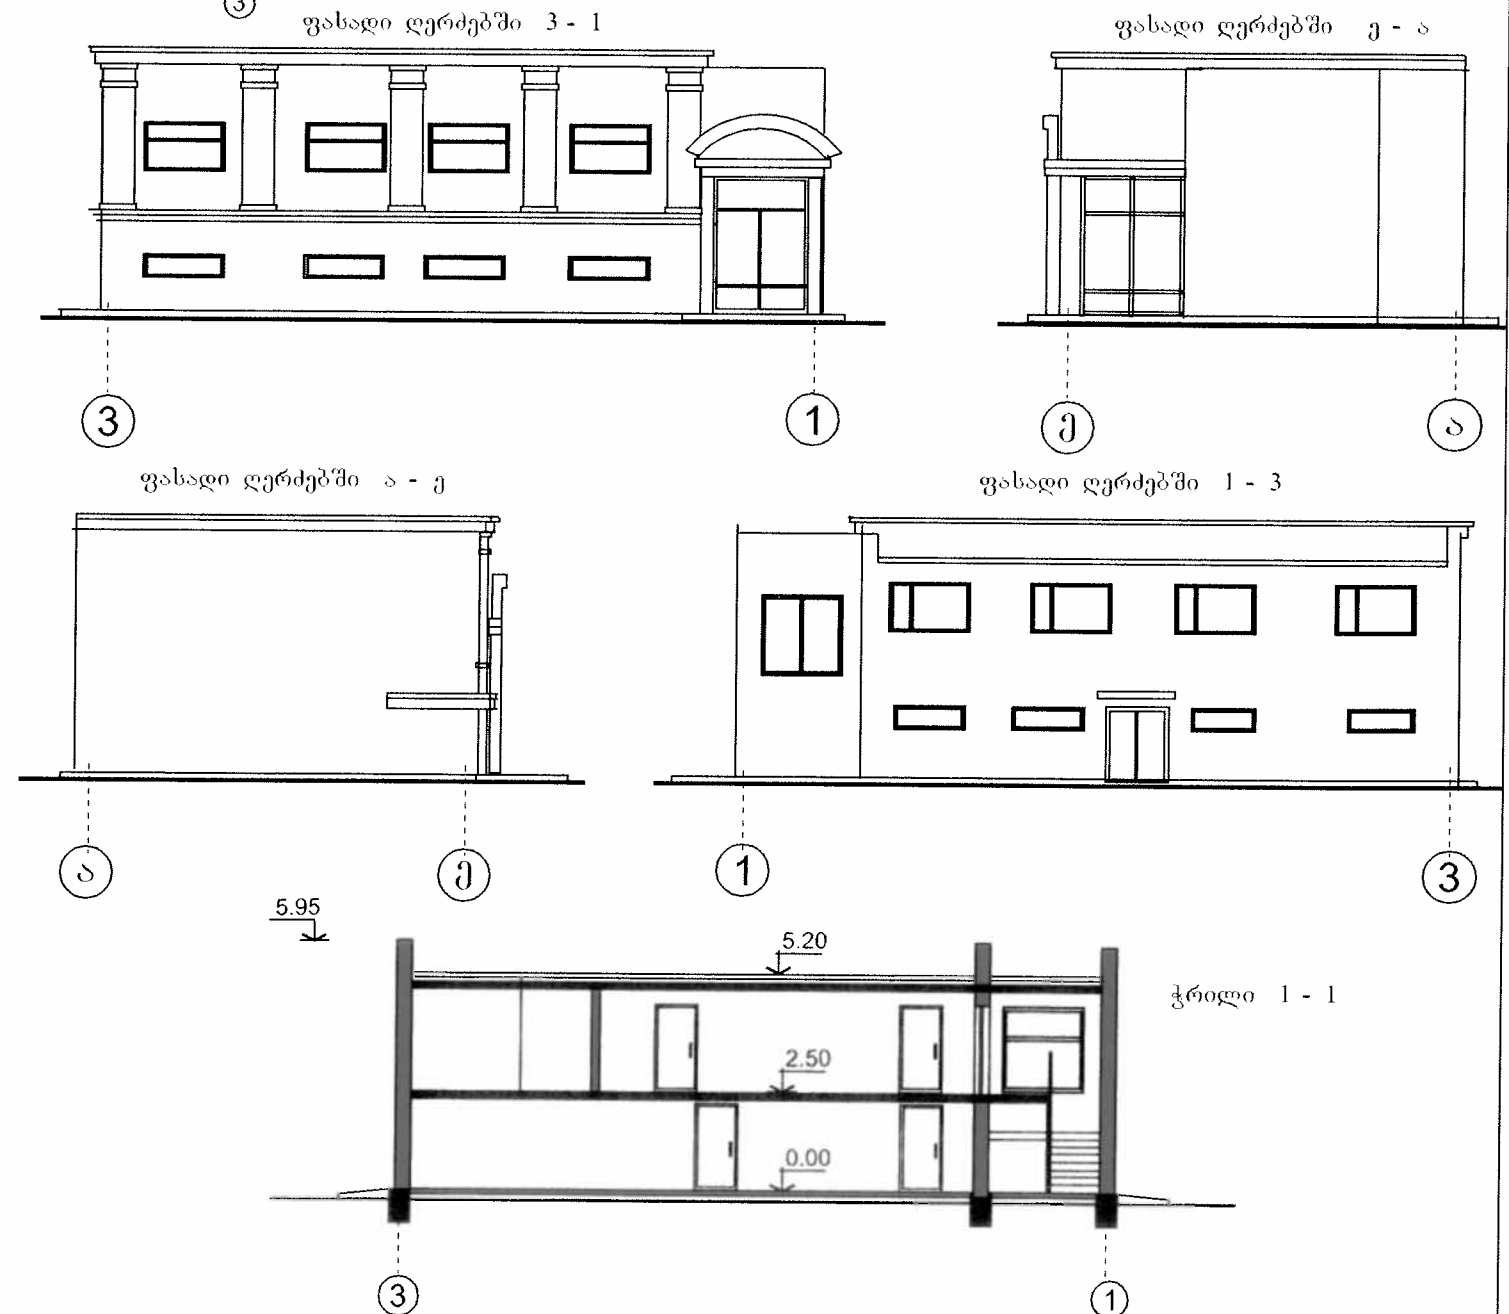 3
ფასადი ღერძებში 3 - 1
ფასადი ღერძებში ე - ა
3
1
ე
ა
ფასადი ღერძებში ა - ე
ფასადი ღერძებში 1 - 3
ა
ე
1
3
5.95
5.20
ჭრილი 1 - 1
2.50
0.00
3
1